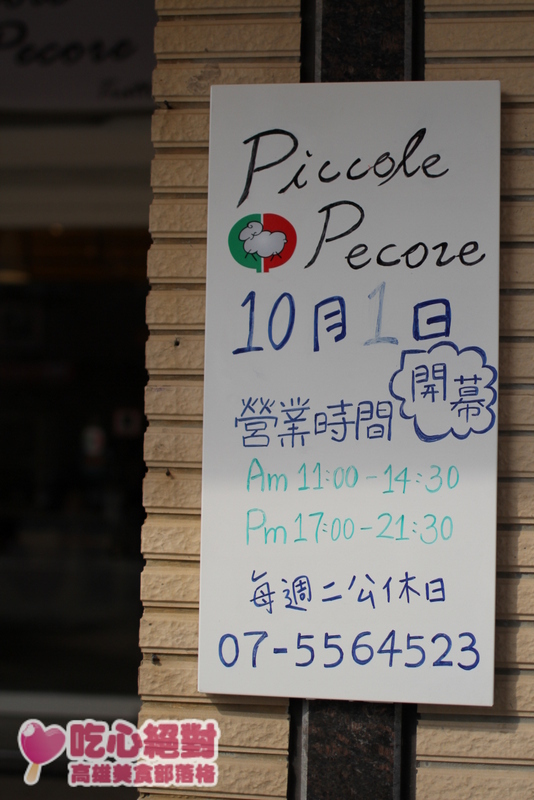 Piccole
Pecore
10月1日
開幕
營業時間
Am 11:00-14:30
Pm 17:00-21:30
每週二公休日
07-5564523
Pecore
吃心絕對
高雄美食部落格